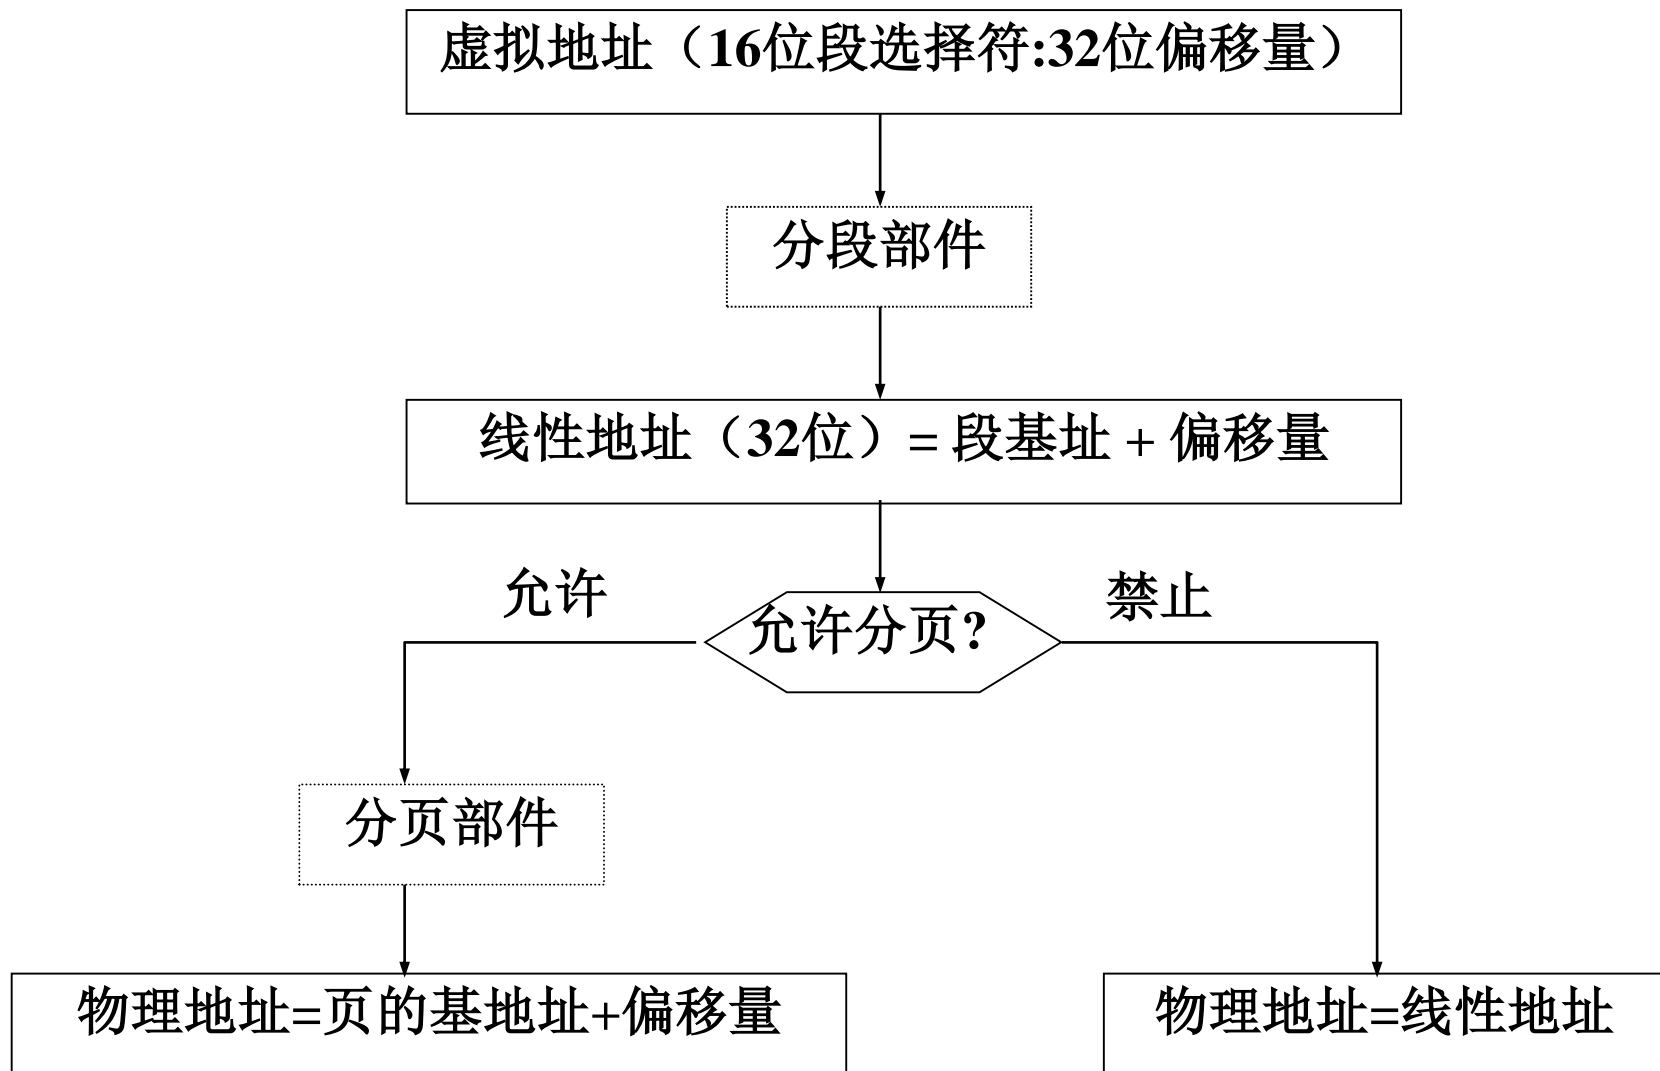 虚拟地址（16位段选择符:32位偏移量）
分段部件
线性地址（32位）= 段基址 + 偏移量
允许
禁止
允许分页?
分页部件
物理地址=页的基地址+偏移量
物理地址=线性地址